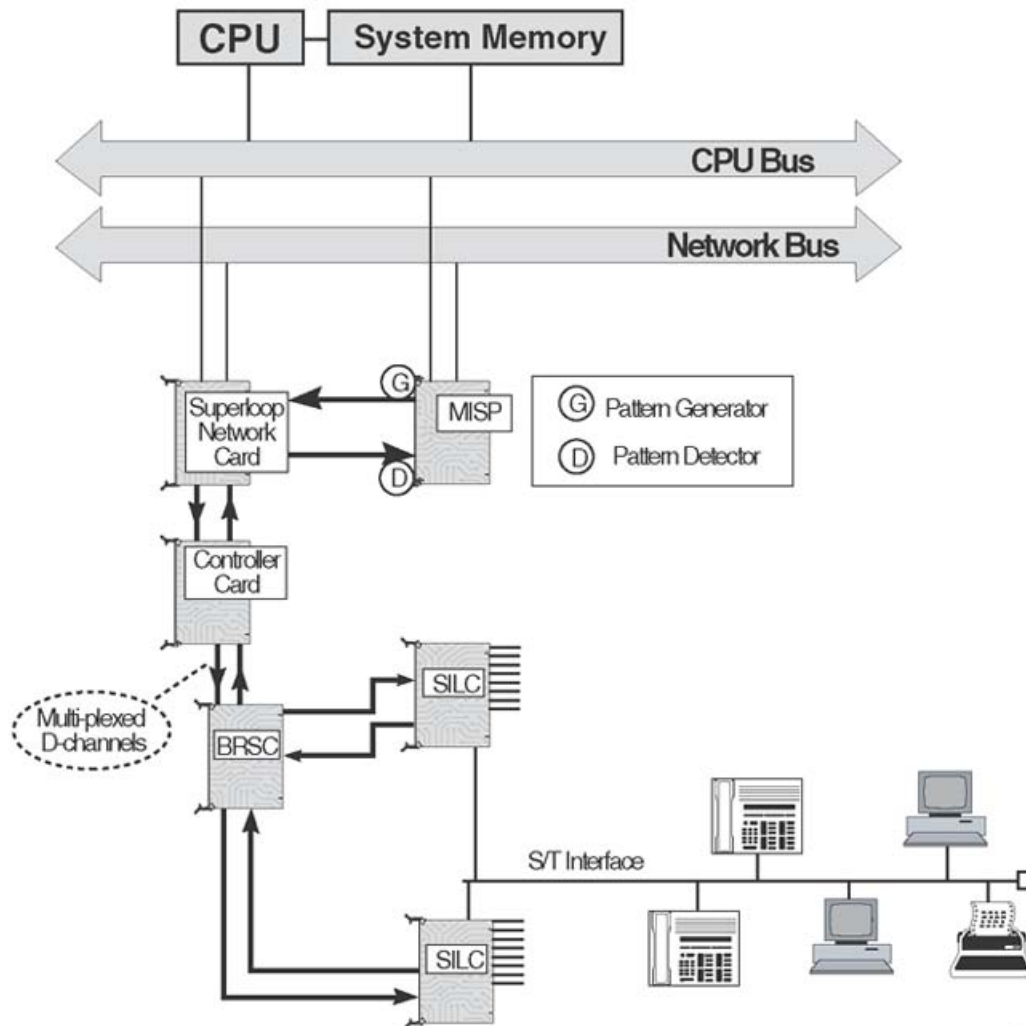 CPU
System Memory
CPU Bus
Network Bus
G
Superloop
Network
Card
MISP
D
G Pattern Generator
D Pattern Detector
Controller
Card
Multi-plexed
D-channels
SILC
BRSC
S/T Interface
SILC